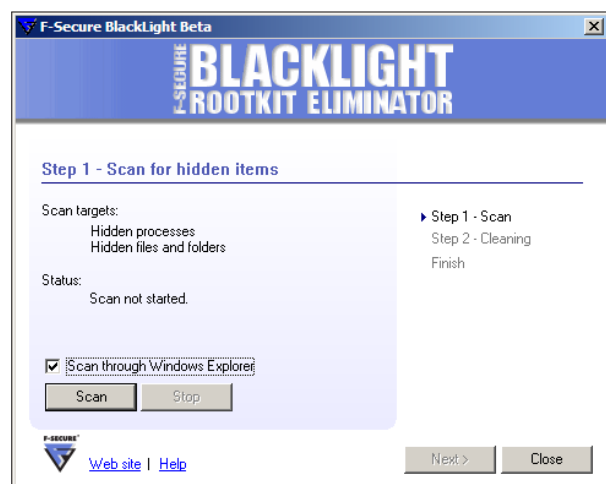 F-Secure BlackLight Beta
F-SECURE
BLACKLIGHT
ROOTKIT ELIMINATOR
Step 1 - Scan for hidden items
Scan targets:
Hidden processes
Hidden files and folders
Status:
Scan not started.
Scan through Windows Explorer
Scan Stop
Step 1 - Scan
Step 2 - Cleaning
Finish
F-SECURE
Web site | Help
Next > Close